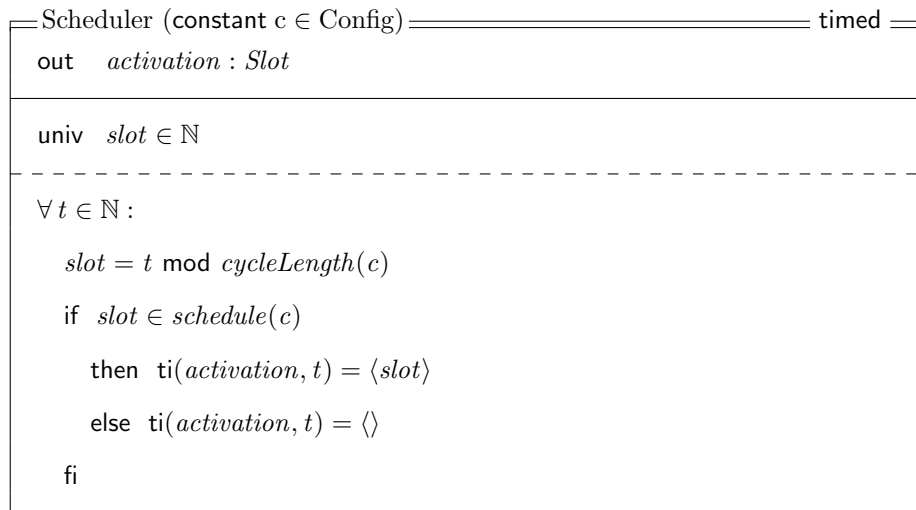 Scheduler (constant c ∈ Config) timed
out activation : Slot
univ slot ∈ ℕ
∀ t ∈ ℕ :
slot = t mod cycleLength(c)
if slot ∈ schedule(c)
then ti(activation, t) = ⟨slot⟩
else ti(activation, t) = ⟨⟩
fi